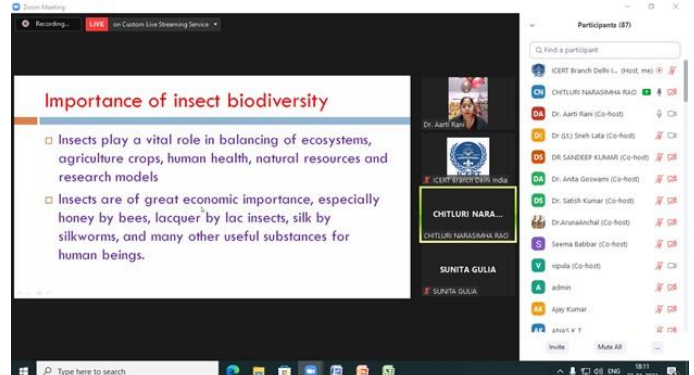 Zoom Meeting
Recording...
LIVE on Custom Live Streaming Service
Participants (87)
Find a participant
Importance of insect biodiversity
Insects play a vital role in balancing of ecosystems,
agriculture crops, human health, natural resources and
research models
Insects are of great economic importance, especially
honey by bees, lacquer by lac insects, silk by
silkworms, and many other useful substances for
human beings.
Dr. Aarti Rani
ICERT Branch Delhi India
CHITLURI NARA...
CHITLURI NARASIMHA RAO
SUNITA GULIA
SUNITA GULIA
ICERT Branch Delhi I... (Host, me)
CN CHITLURI NARASIMHA RAO
DA Dr. Aarti Rani (Co-host)
Dr (Lt.) Sneh Lata (Co-host)
DS DR SANDEEP KUMAR (Co-host)
DA Dr. Anita Goswami (Co-host)
DS Dr. Satish Kumar (Co-host)
Dr.ArunaAnchal (Co-host)
S Seema Babbar (Co-host)
V vipula (Co-host)
A admin
AK Ajay Kumar
ANAS K T
Invite
Mute All
...
Type here to search
ENG
18:11